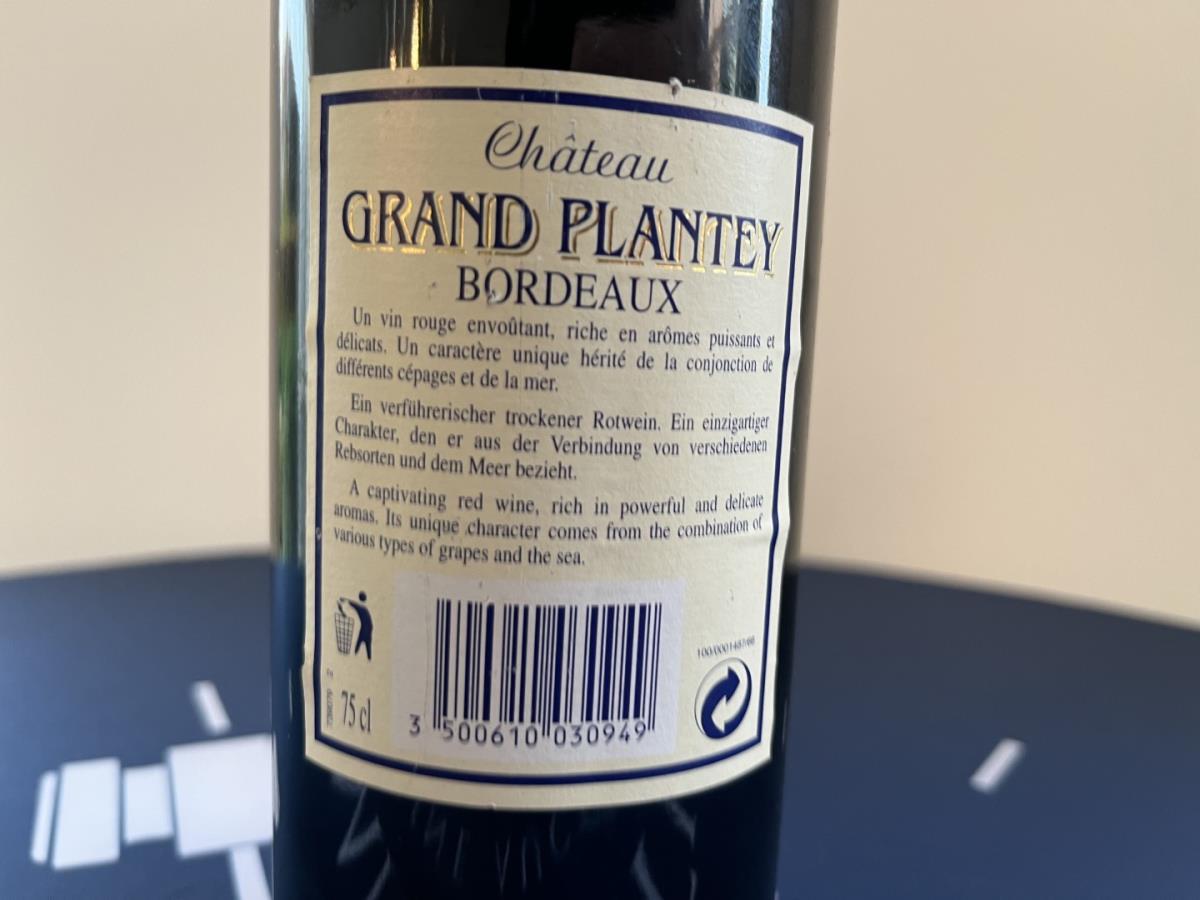 Château
GRAND PLANTEY
BORDEAUX
Un vin rouge envoûtant, riche en arômes puissants et
délicats. Un caractère unique hérité de la conjonction de
différents cépages et de la mer.
Ein verführerischer trockener Rotwein. Ein einzigartiger
Charakter, den er aus der Verbindung von verschiedenen
Rebsorten und dem Meer bezieht.
A captivating red wine, rich in powerful and delicate
aromas. Its unique character comes from the combination of
various types of grapes and the sea.
75 cl
3 500610 030949